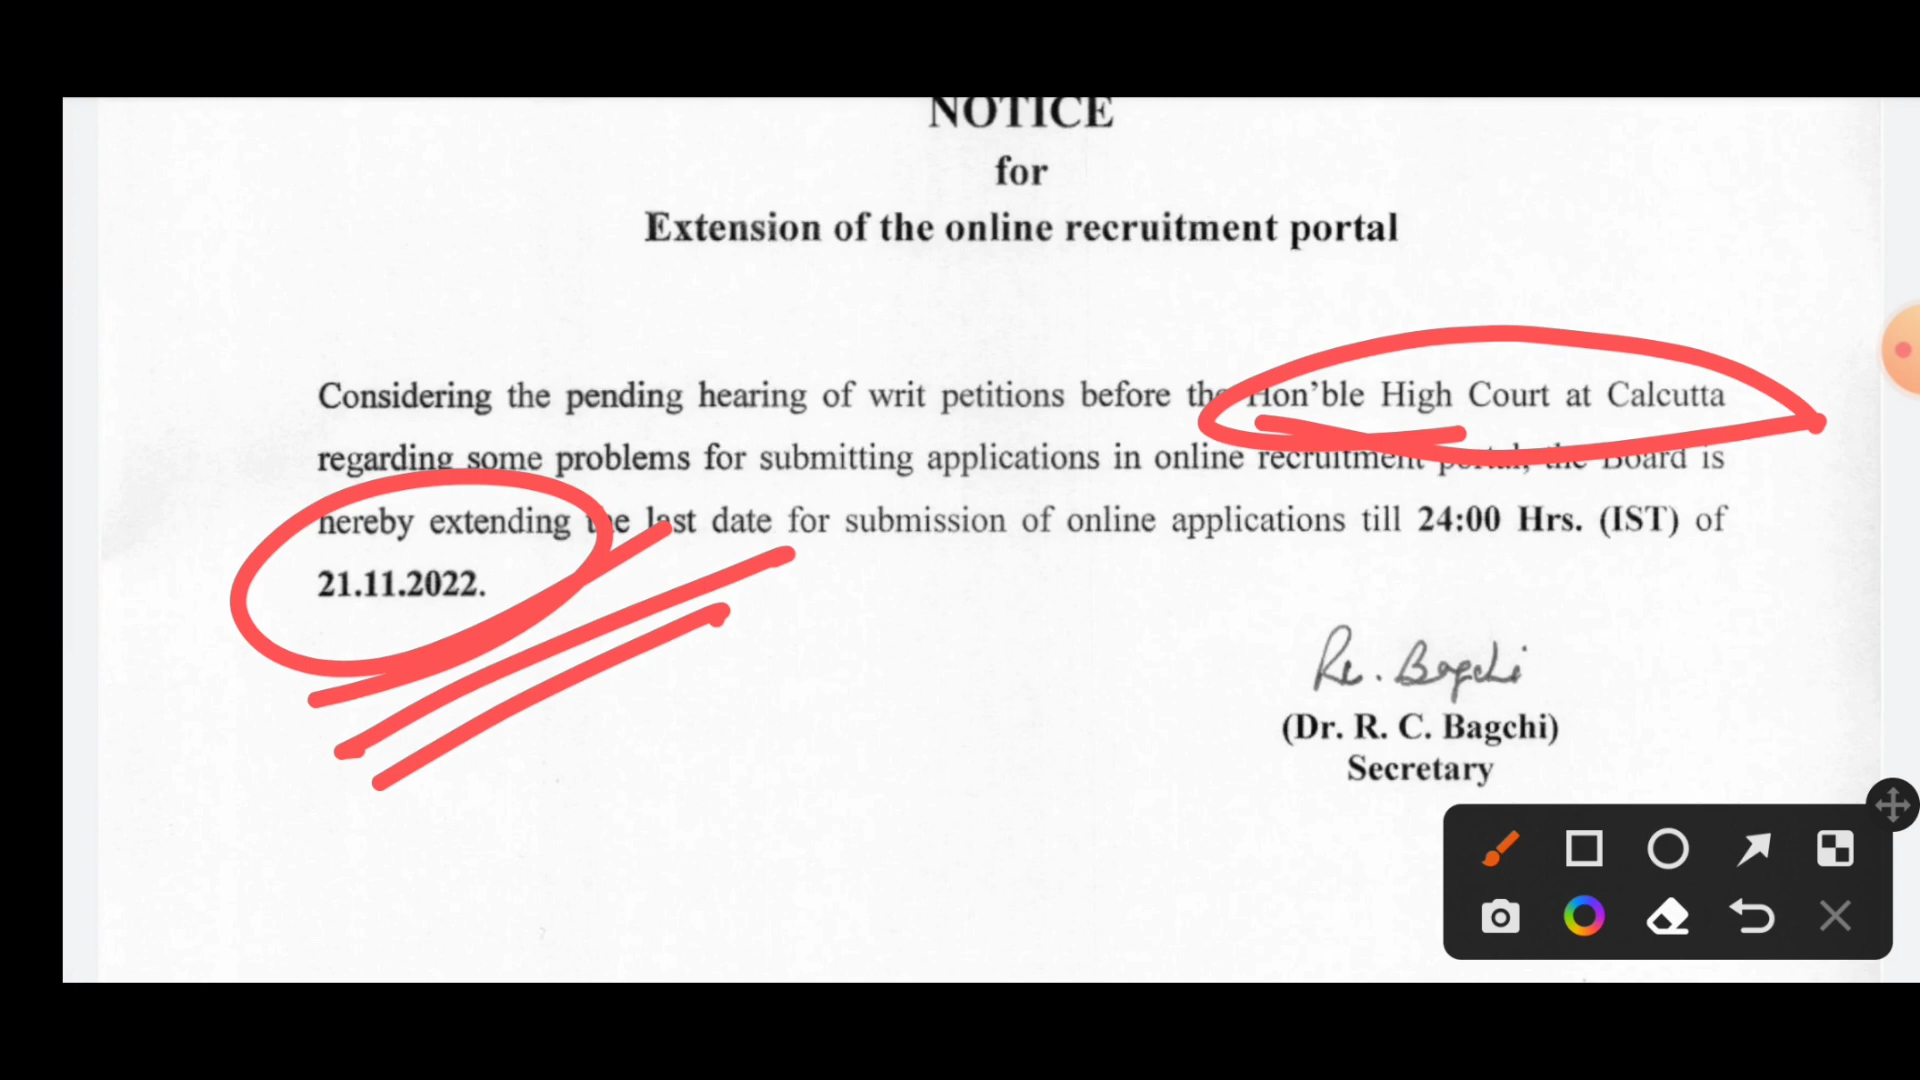 NOTICE
for
Extension of the online recruitment portal
Considering the pending hearing of writ petitions before the Hon'ble High Court at Calcutta
regarding some problems for submitting applications in online recruitment portal, the Board is
hereby extending the last date for submission of online applications till 24:00 Hrs. (IST) of
21.11.2022.
Rc. Bagchi
(Dr. R. C. Bagchi)
Secretary